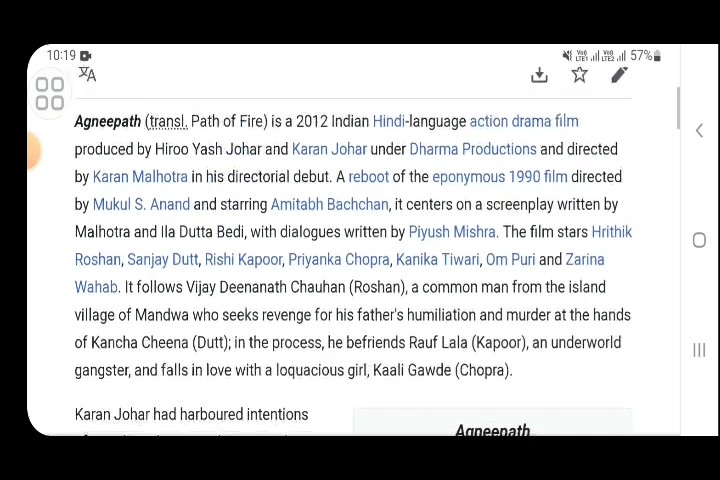 10:19
Vo) LTE1 Vo) LTE2 57%
Agneepath (transl. Path of Fire) is a 2012 Indian Hindi-language action drama film
produced by Hiroo Yash Johar and Karan Johar under Dharma Productions and directed
by Karan Malhotra in his directorial debut. A reboot of the eponymous 1990 film directed
by Mukul S. Anand and starring Amitabh Bachchan, it centers on a screenplay written by
Malhotra and Ila Dutta Bedi, with dialogues written by Piyush Mishra. The film stars Hrithik
Roshan, Sanjay Dutt, Rishi Kapoor, Priyanka Chopra, Kanika Tiwari, Om Puri and Zarina
Wahab. It follows Vijay Deenanath Chauhan (Roshan), a common man from the island
village of Mandwa who seeks revenge for his father's humiliation and murder at the hands
of Kancha Cheena (Dutt); in the process, he befriends Rauf Lala (Kapoor), an underworld
gangster, and falls in love with a loquacious girl, Kaali Gawde (Chopra).
Karan Johar had harboured intentions
Agneepath